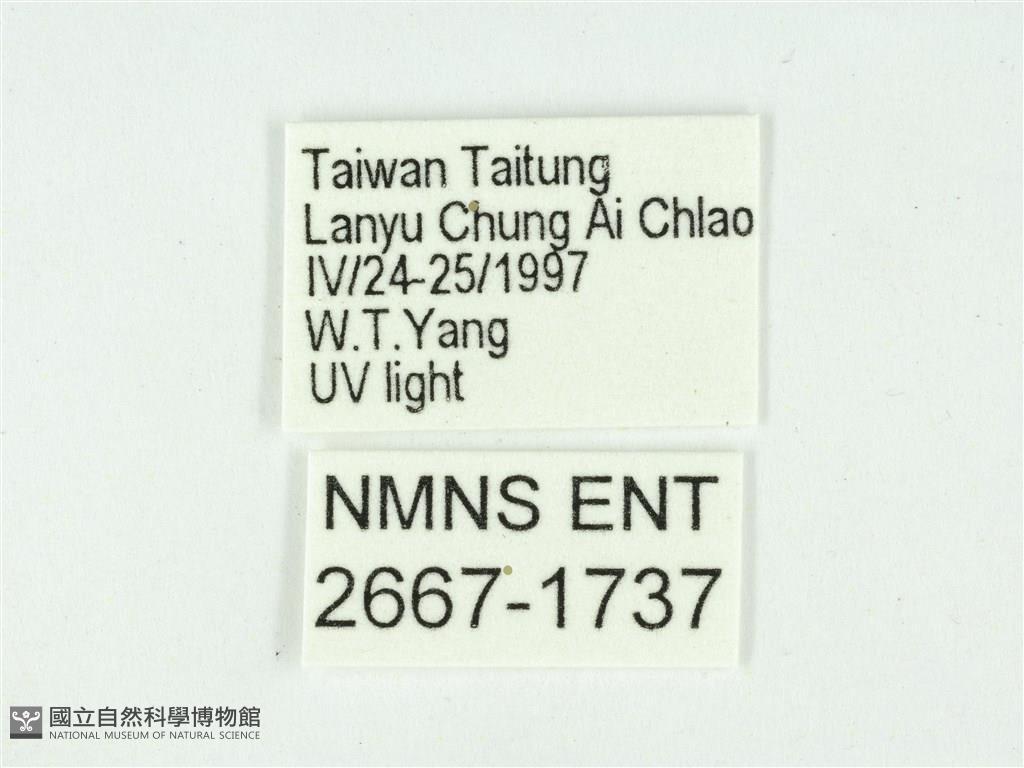 Taiwan Taitung
Lanyu Chung Ai Chlao
IV/24-25/1997
W.T.Yang
UV light
NMNS ENT
2667-1737
國立自然科學博物館
NATIONAL MUSEUM OF NATURAL SCIENCE